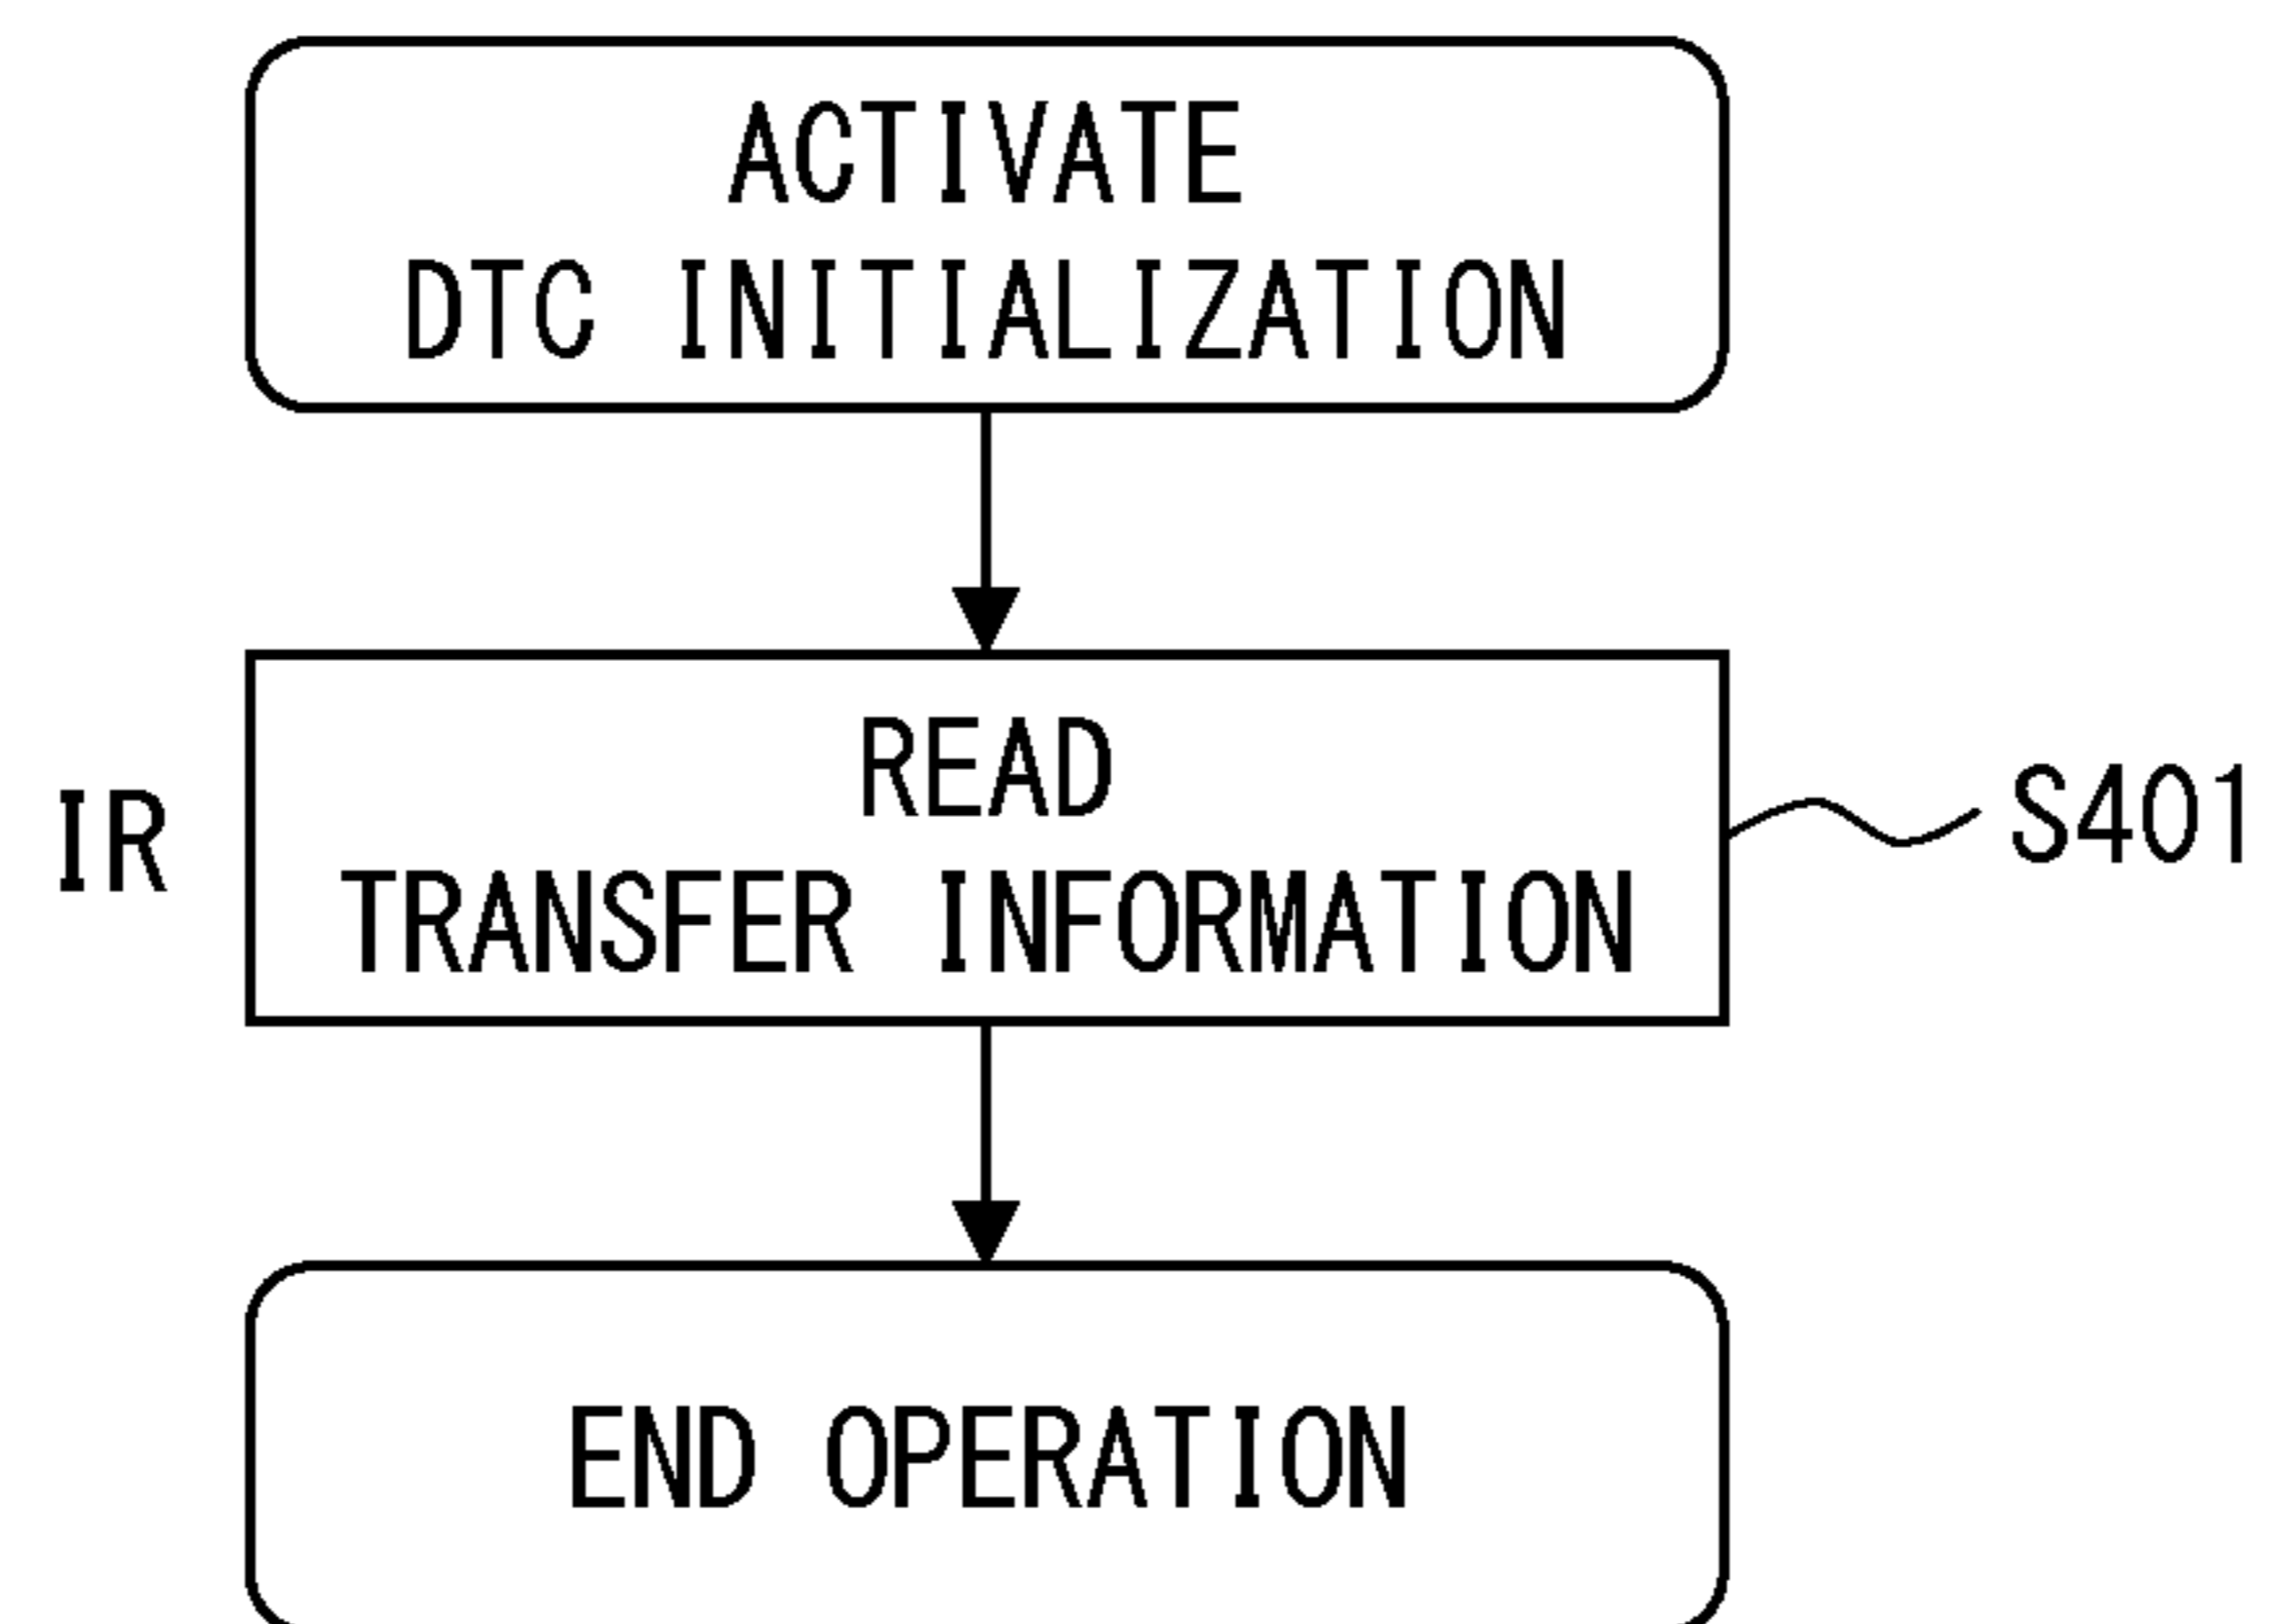 ACTIVATE
DTC INITIALIZATION
READ
TRANSFER INFORMATION
IR
S401
END OPERATION